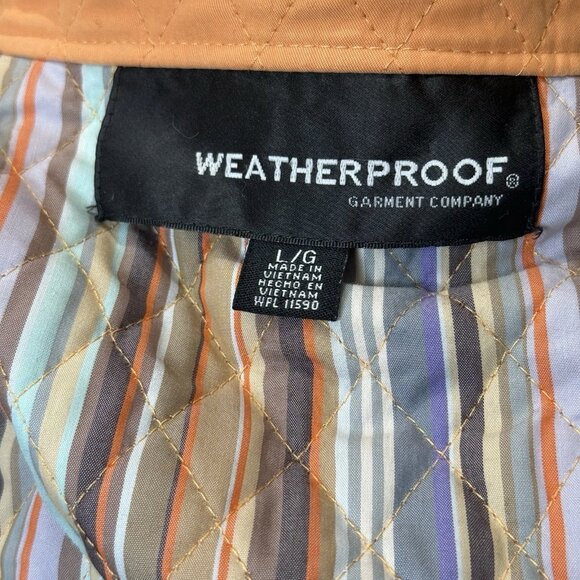 WEATHERPROOF®
GARMENT COMPANY
L/G
MADE IN
VIETNAM
HECHO EN
VIETNAM
WPL 11590